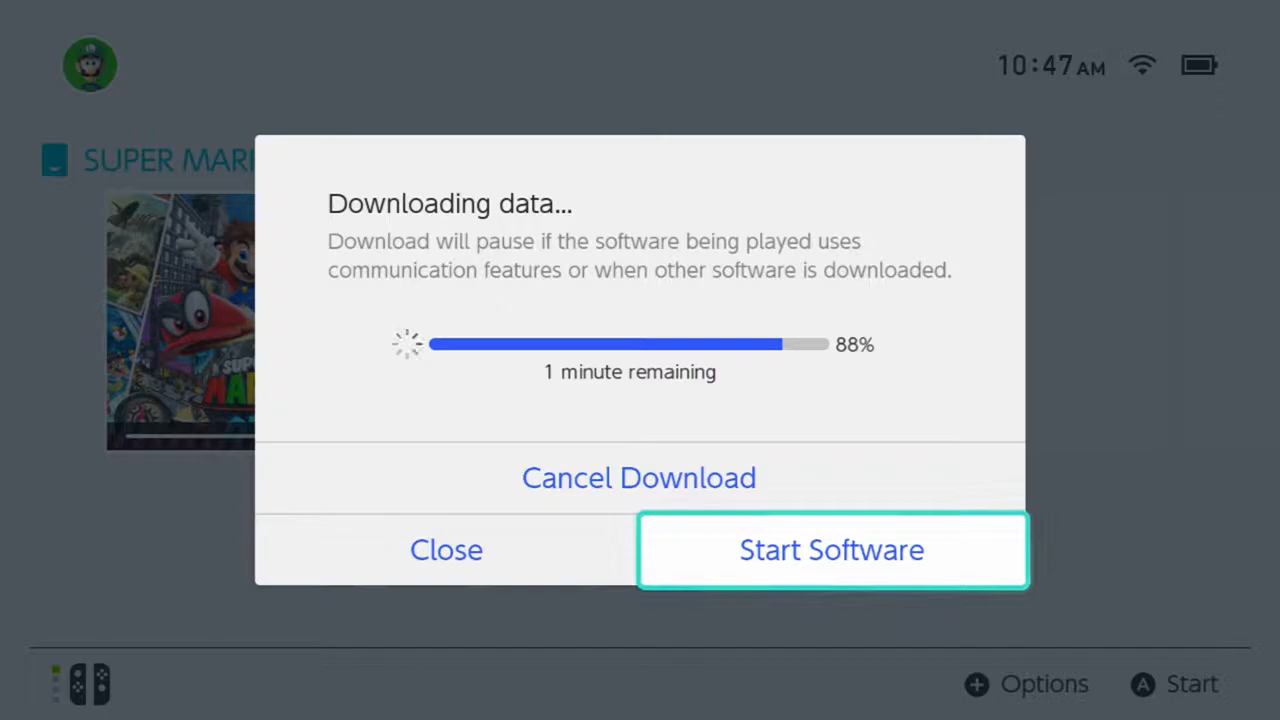 10:47 AM
SUPER MARI
Downloading data...
Download will pause if the software being played uses
communication features or when other software is downloaded.
88%
1 minute remaining
Cancel Download
Close
Start Software
Options
A Start